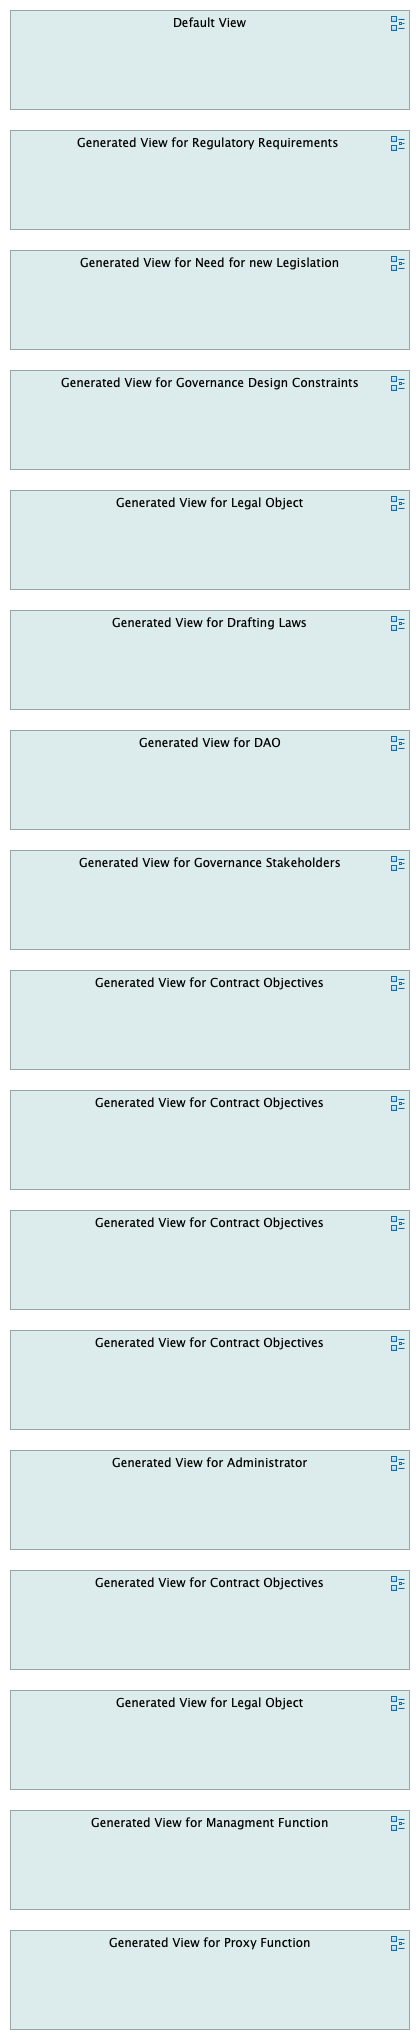 Default View
Generated View for Regulatory Requirements
Generated View for Need for new Legislation
Generated View for Governance Design Constraints
Generated View for Legal Object
Generated View for Drafting Laws
Generated View for DAO
Generated View for Governance Stakeholders
Generated View for Contract Objectives
Generated View for Contract Objectives
Generated View for Contract Objectives
Generated View for Contract Objectives
Generated View for Administrator
Generated View for Contract Objectives
Generated View for Legal Object
Generated View for Managment Function
Generated View for Proxy Function